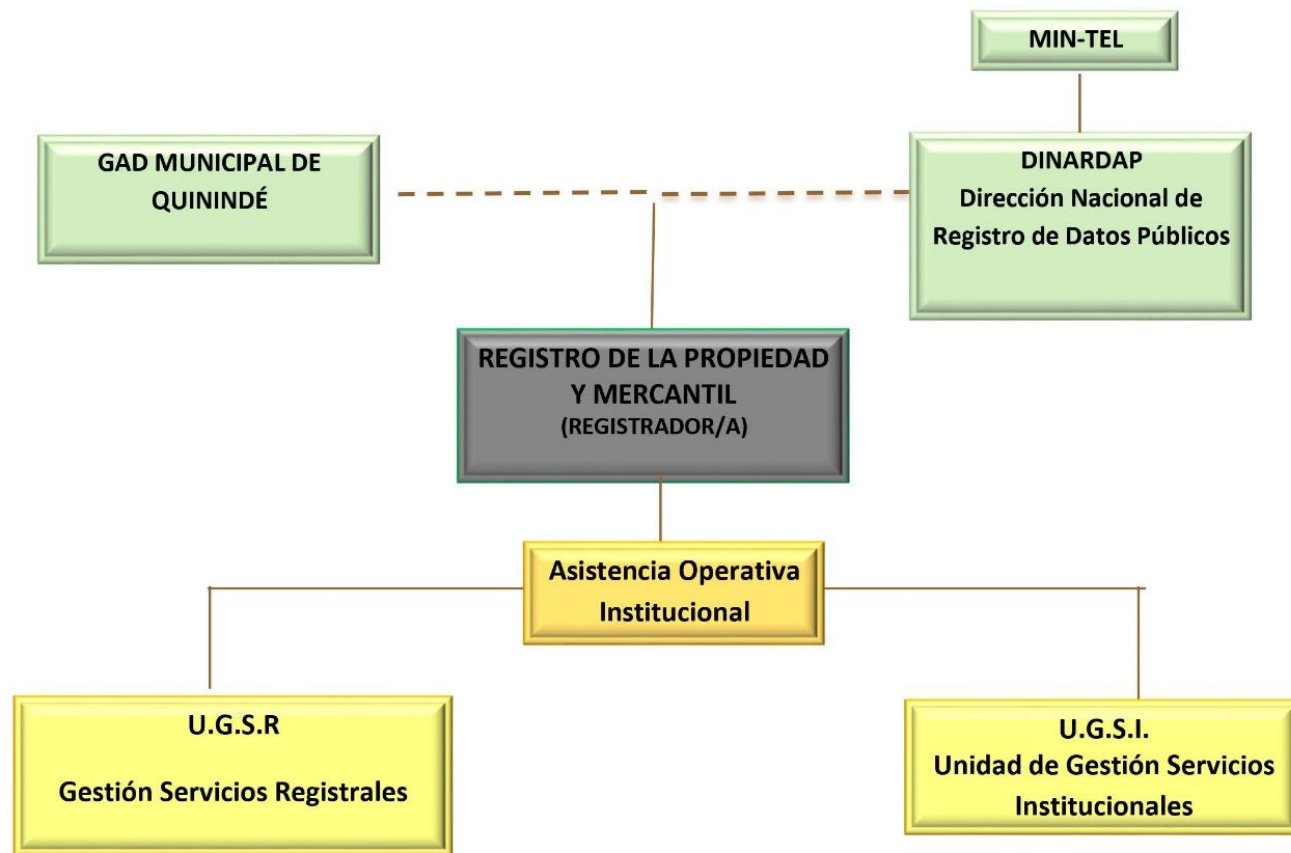 MIN-TEL
GAD MUNICIPAL DE
QUININDÉ
DINARDAP
Dirección Nacional de
Registro de Datos Públicos
REGISTRO DE LA PROPIEDAD
Y MERCANTIL
(REGISTRADOR/A)
Asistencia Operativa
Institucional
U.G.S.R
Gestión Servicios Registrales
U.G.S.I.
Unidad de Gestión Servicios
Institucionales